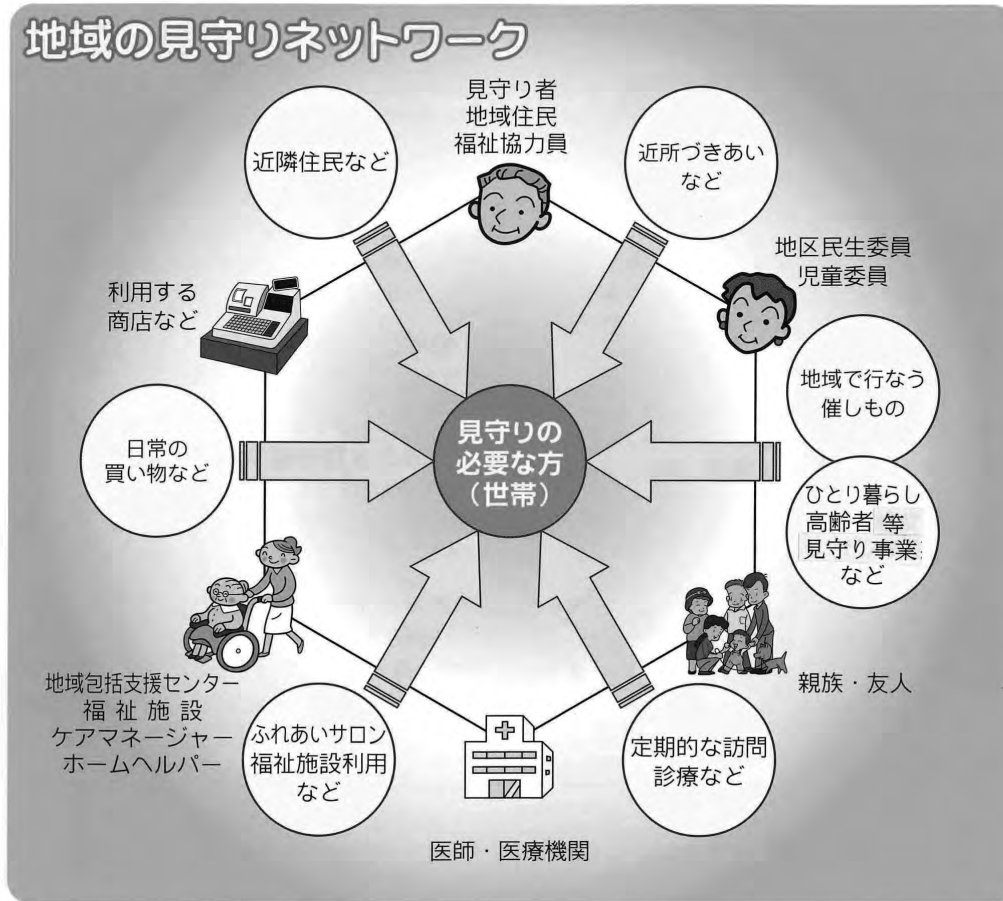 地域の見守りネットワーク
見守り者
地域住民
福祉協力員
近隣住民など
近所づきあい
など
地区民生委員
児童委員
利用する
商店など
地域で行なう
催しもの
日常の
買い物など
見守りの
必要な方
（世帯）
ひとり暮らし
高齢者 等
見守り事業
など
地域包括支援センター
福祉施設
ケアマネージャー
ホームヘルパー
親族・友人
ふれあいサロン
福祉施設利用
など
定期的な訪問
診療など
医師・医療機関